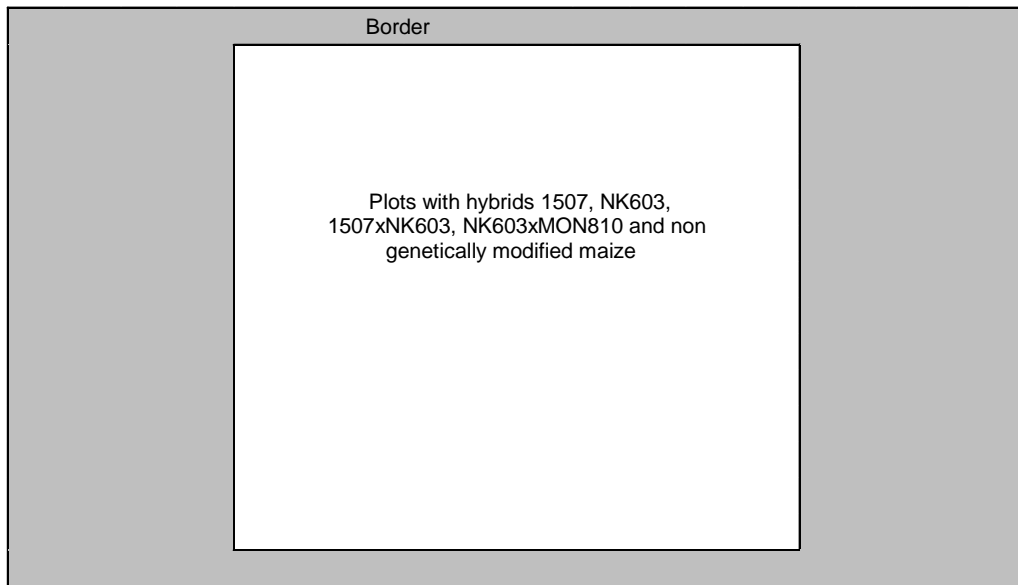 Border
Plots with hybrids 1507, NK603,
1507xNK603, NK603xMON810 and non
genetically modified maize